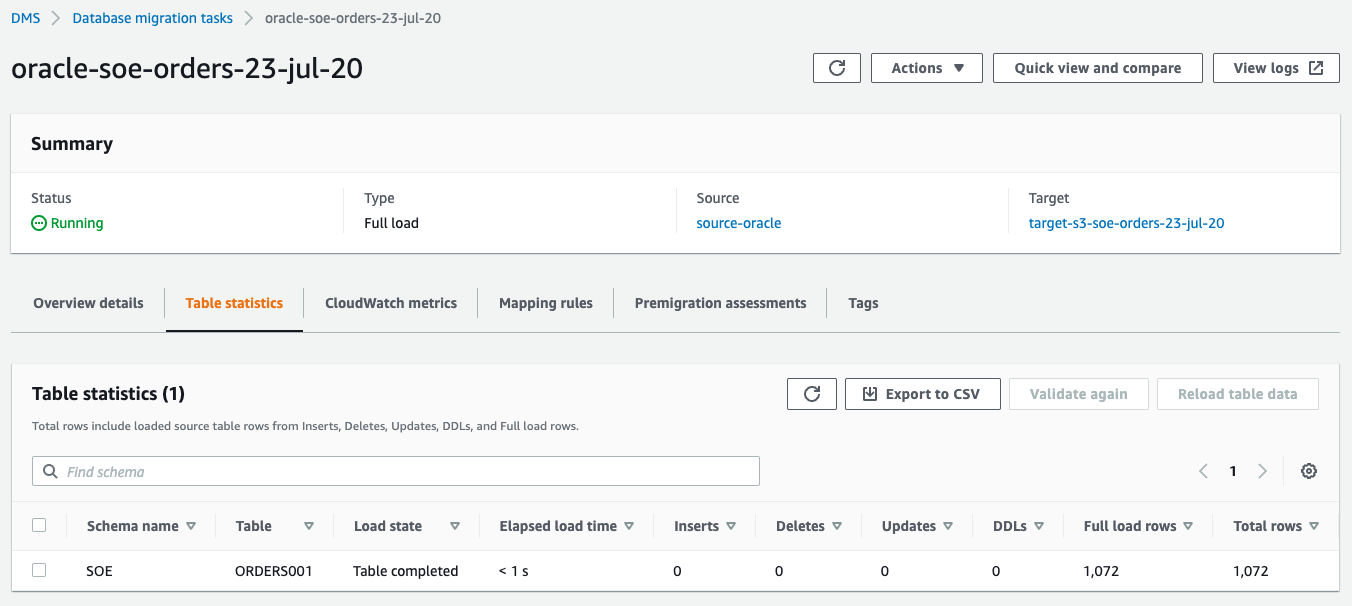 DMS > Database migration tasks > oracle-soe-orders-23-jul-20
oracle-soe-orders-23-jul-20 Actions ▼ Quick view and compare View logs
Summary
Status Type Source Target
Running Full load source-oracle target-s3-soe-orders-23-jul-20
Overview details Table statistics CloudWatch metrics Mapping rules Premigration assessments Tags
Table statistics (1) Export to CSV Validate again Reload table data
Total rows include loaded source table rows from Inserts, Deletes, Updates, DDLs, and Full load rows.
Find schema < 1 >
Schema name Table Load state Elapsed load time Inserts Deletes Updates DDLs Full load rows Total rows
SOE ORDERS001 Table completed < 1 s 0 0 0 0 1,072 1,072